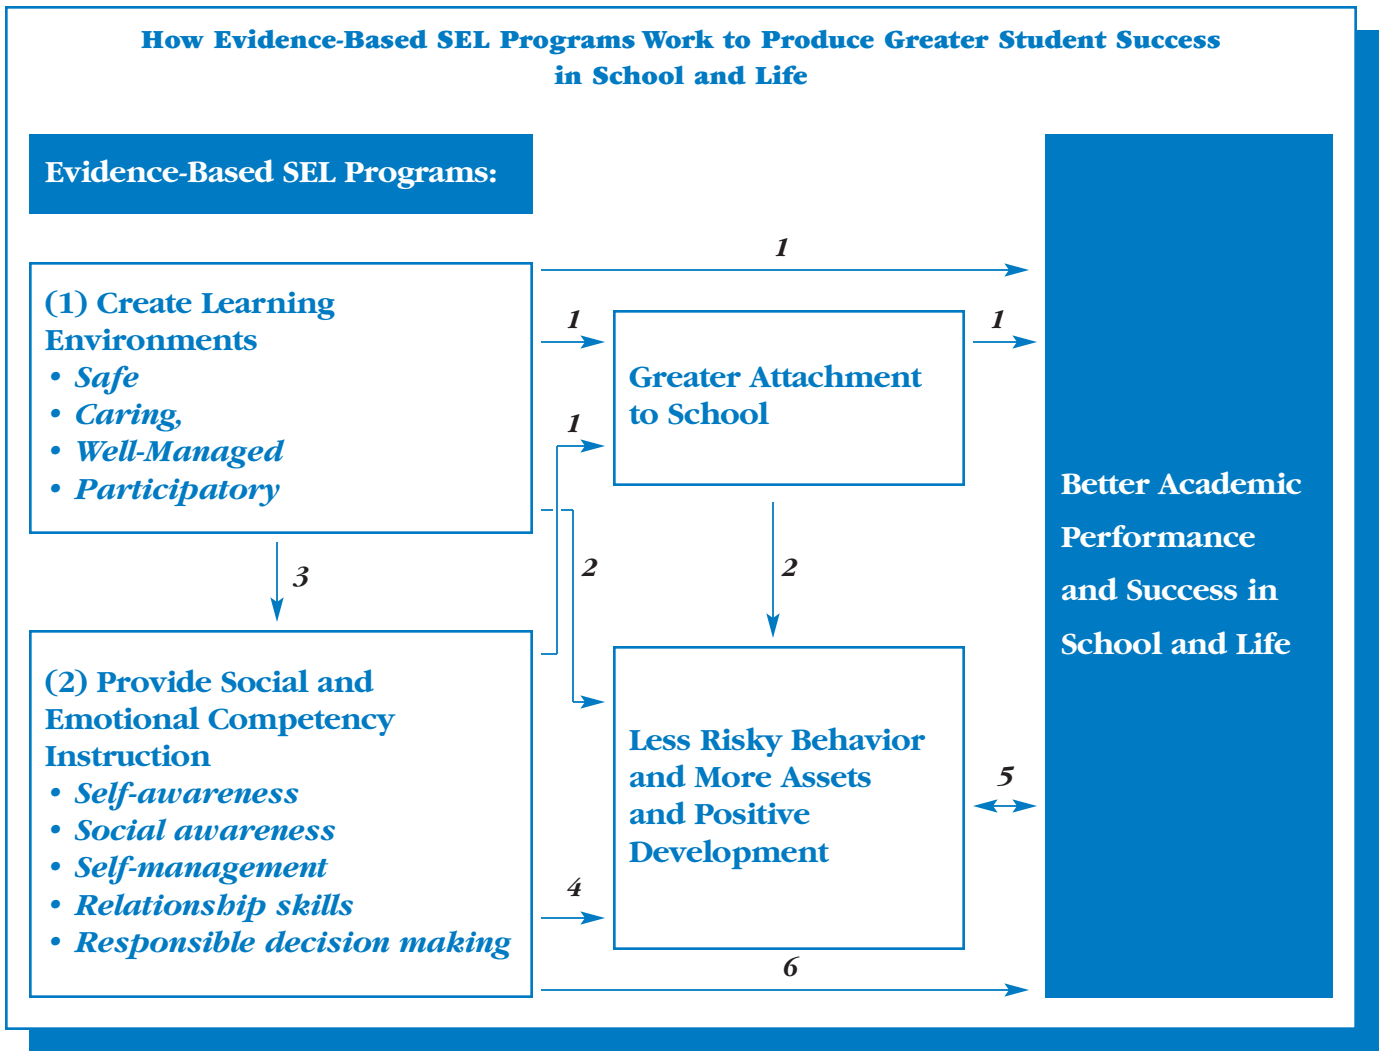 How Evidence-Based SEL Programs Work to Produce Greater Student Success
in School and Life
Evidence-Based SEL Programs:
1
(1) Create Learning
Environments
• Safe
• Caring,
• Well-Managed
• Participatory
1
1
Greater Attachment
to School
1
2
2
3
(2) Provide Social and
Emotional Competency
Instruction
• Self-awareness
• Social awareness
• Self-management
• Relationship skills
• Responsible decision making
Less Risky Behavior
and More Assets
and Positive
Development
4
5
6
Better Academic
Performance
and Success in
School and Life